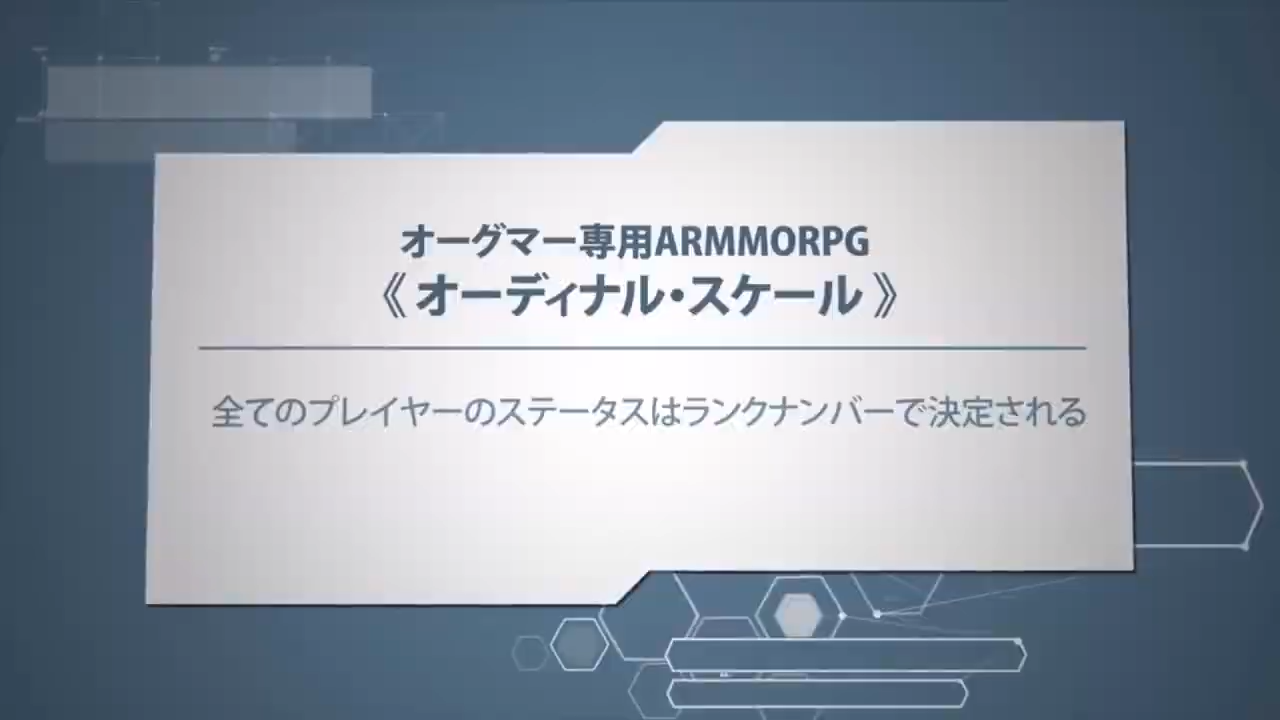 オーグマー専用ARMMORPG
《オーディナル・スケール》
全てのプレイヤーのステータスはランクナンバーで決定される